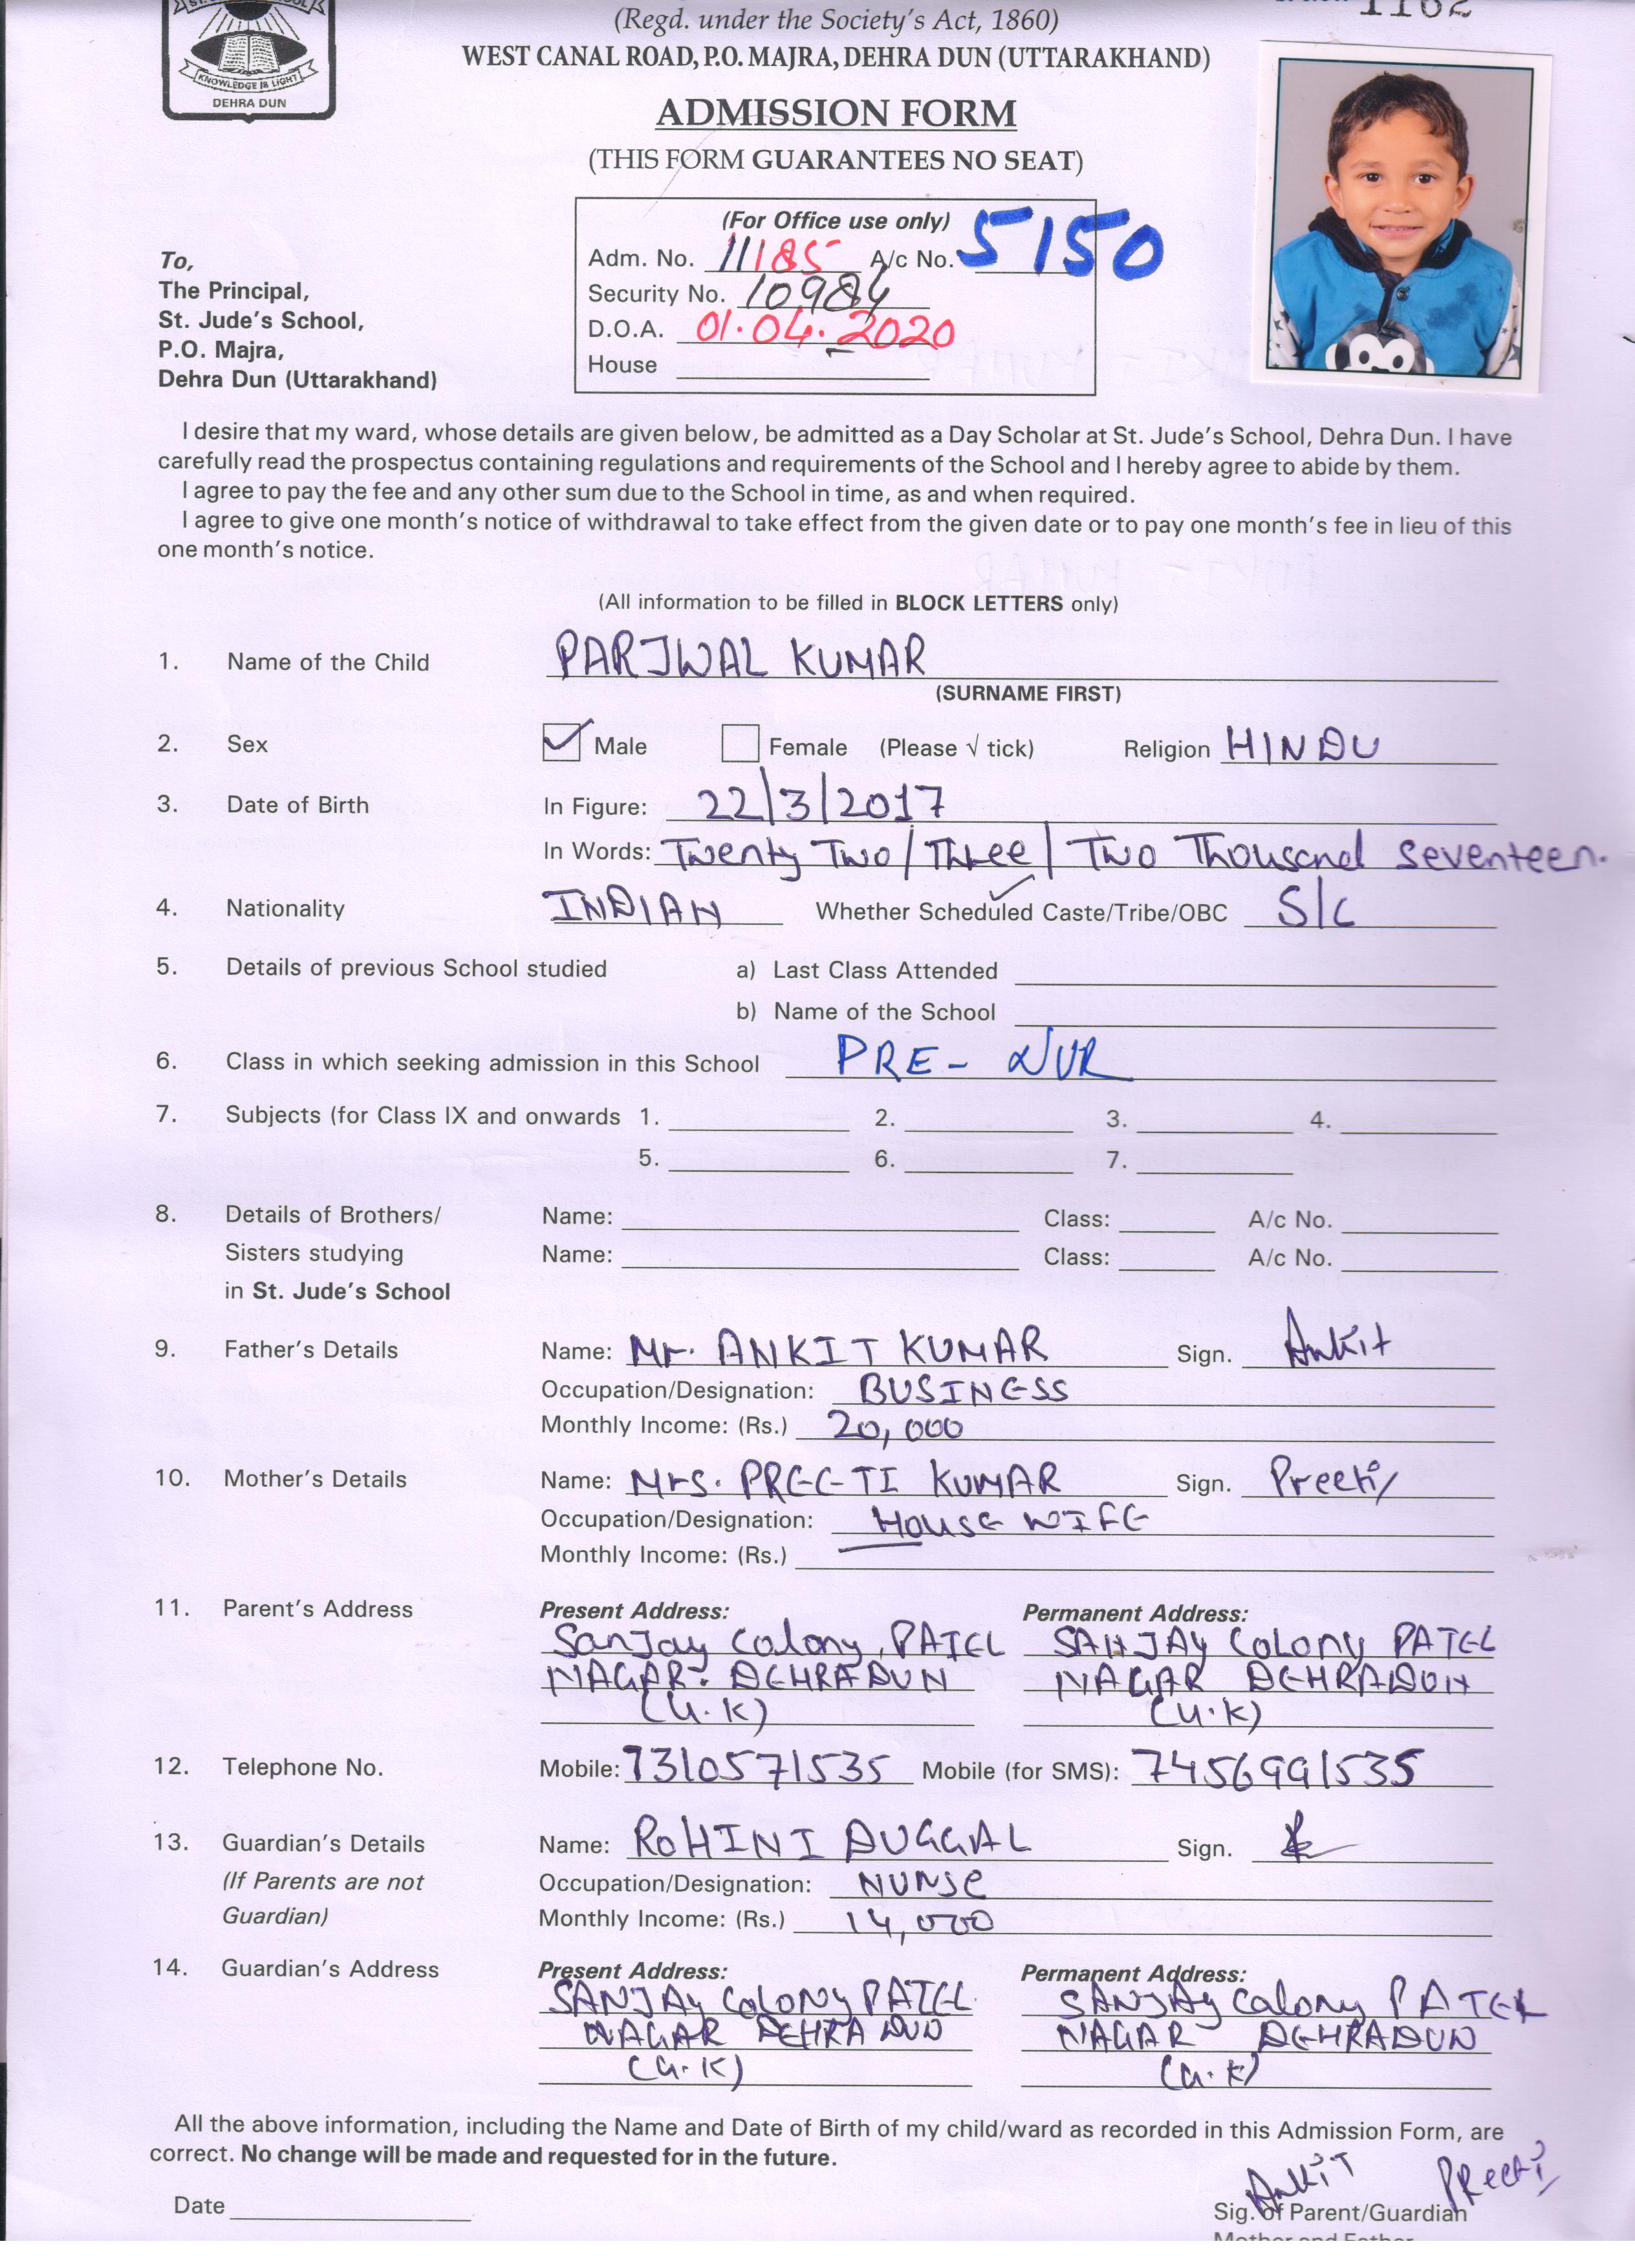 KNOWLEDGE IS LIGHT
DEHRA DUN
(Regd. under the Society's Act, 1860)
WEST CANAL ROAD, P.O. MAJRA, DEHRA DUN (UTTARAKHAND)
ADMISSION FORM
(THIS FORM GUARANTEES NO SEAT)
(For Office use only)
Adm. No. 11185 A/c No. 5150
Security No. 10984
D.O.A. 01.04.2020
House
To,
The Principal,
St. Jude's School,
P.O. Majra,
Dehra Dun (Uttarakhand)
I desire that my ward, whose details are given below, be admitted as a Day Scholar at St. Jude's School, Dehra Dun. I have
carefully read the prospectus containing regulations and requirements of the School and I hereby agree to abide by them.
I agree to pay the fee and any other sum due to the School in time, as and when required.
I agree to give one month's notice of withdrawal to take effect from the given date or to pay one month's fee in lieu of this
one month's notice.
(All information to be filled in BLOCK LETTERS only)
1. Name of the Child PARJWAL KUMAR
(SURNAME FIRST)
2. Sex Male Female (Please √ tick) Religion HINDU
3. Date of Birth In Figure: 22/3/2017
In Words: Twenty Two/Three/Two Thousand Seventeen.
4. Nationality INDIAN Whether Scheduled Caste/Tribe/OBC S/C
5. Details of previous School studied a) Last Class Attended
b) Name of the School
6. Class in which seeking admission in this School PRE-NUR
7. Subjects (for Class IX and onwards 1. 2. 3. 4.
5. 6. 7.
8. Details of Brothers/ Name: Class: A/c No.
Sisters studying Name: Class: A/c No.
in St. Jude's School
9. Father's Details Name: Mr. ANKIT KUMAR Sign. Ankit
Occupation/Designation: BUSINESS
Monthly Income: (Rs.) 20,000
10. Mother's Details Name: Mrs. PREETI KUMAR Sign. Preeti
Occupation/Designation: HOUSE WIFE
Monthly Income: (Rs.)
11. Parent's Address Present Address: Permanent Address:
Sanjay Colony, PATEL SANJAY COLONY PATEL
NAGAR. DEHRADUN NAGAR DEHRADUN
(U.K) (U.K)
12. Telephone No. Mobile: 7310571535 Mobile (for SMS): 7456991535
13. Guardian's Details Name: ROHINI DUGGAL Sign.
(If Parents are not Occupation/Designation: NURSE
Guardian) Monthly Income: (Rs.) 14,000
14. Guardian's Address Present Address: Permanent Address:
SANJAY COLONY PATEL SANJAY Colony PATEL
NAGAR DEHRA DUN NAGAR DEHRADUN
(U.K) (U.K)
All the above information, including the Name and Date of Birth of my child/ward as recorded in this Admission Form, are
correct. No change will be made and requested for in the future.
Ankit Preeti
Date Sig. of Parent/Guardian